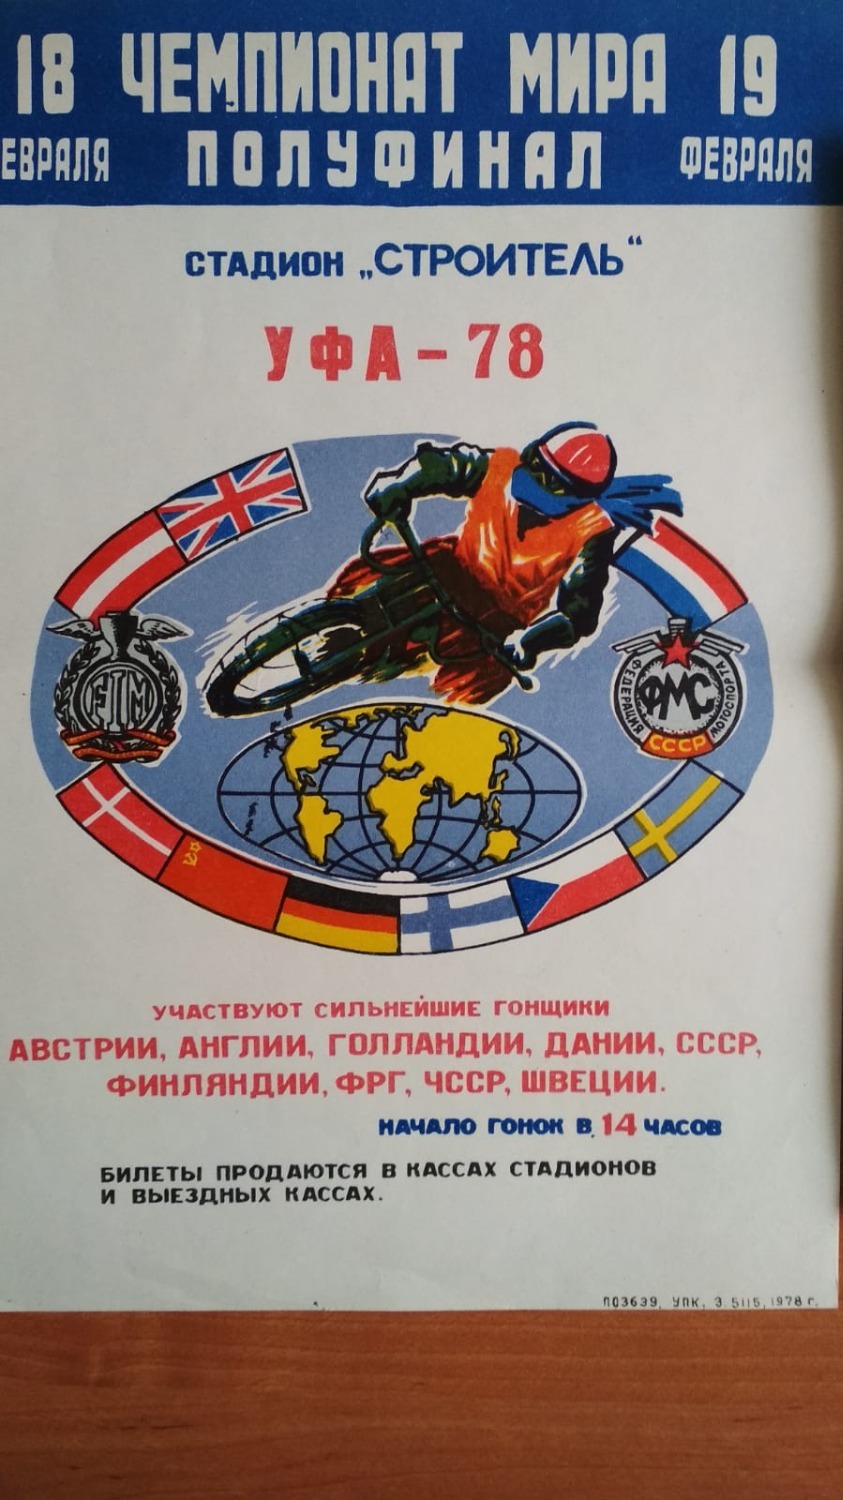 18 ЧЕМПИОНАТ МИРА 19
ЕВРАЛЯ ПОЛУФИНАЛ ФЕВРАЛЯ
СТАДИОН „СТРОИТЕЛЬ“
УФА - 78
FIM
ФЕДЕРАЦИЯ МОТОСПОРТА
ФМС
СССР
УЧАСТВУЮТ СИЛЬНЕЙШИЕ ГОНЩИКИ
АВСТРИИ, АНГЛИИ, ГОЛЛАНДИИ, ДАНИИ, СССР,
ФИНЛЯНДИИ, ФРГ, ЧССР, ШВЕЦИИ.
НАЧАЛО ГОНОК В 14 ЧАСОВ
БИЛЕТЫ ПРОДАЮТСЯ В КАССАХ СТАДИОНОВ
И ВЫЕЗДНЫХ КАССАХ.
П03639, УПК, З. 5115, 1978 г.